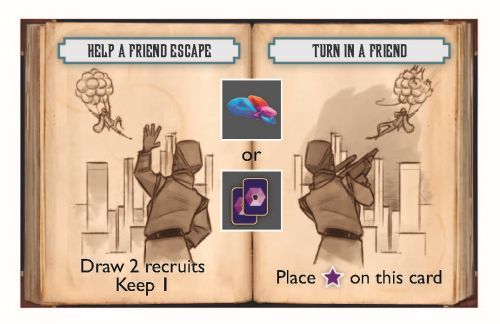 HELP A FRIEND ESCAPE
TURN IN A FRIEND
or
Draw 2 recruits
Keep 1
Place ★ on this card